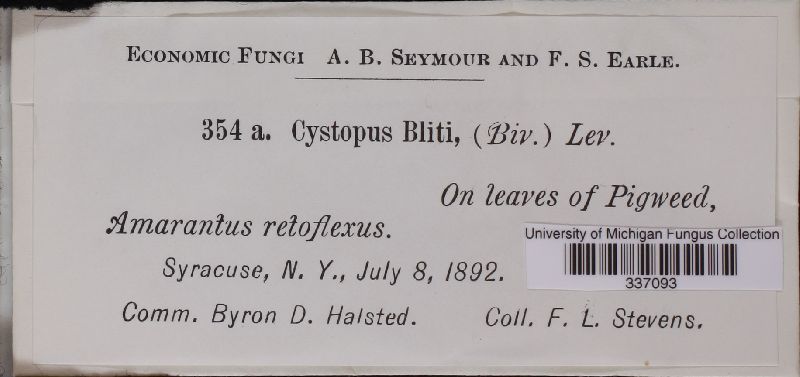 Economic Fungi A. B. Seymour and F. S. Earle.
354 a. Cystopus Bliti, (Biv.) Lev.
On leaves of Pigweed,
Amarantus retoflexus.
University of Michigan Fungus Collection
337093
Syracuse, N. Y., July 8, 1892.
Comm. Byron D. Halsted. Coll. F. L. Stevens.